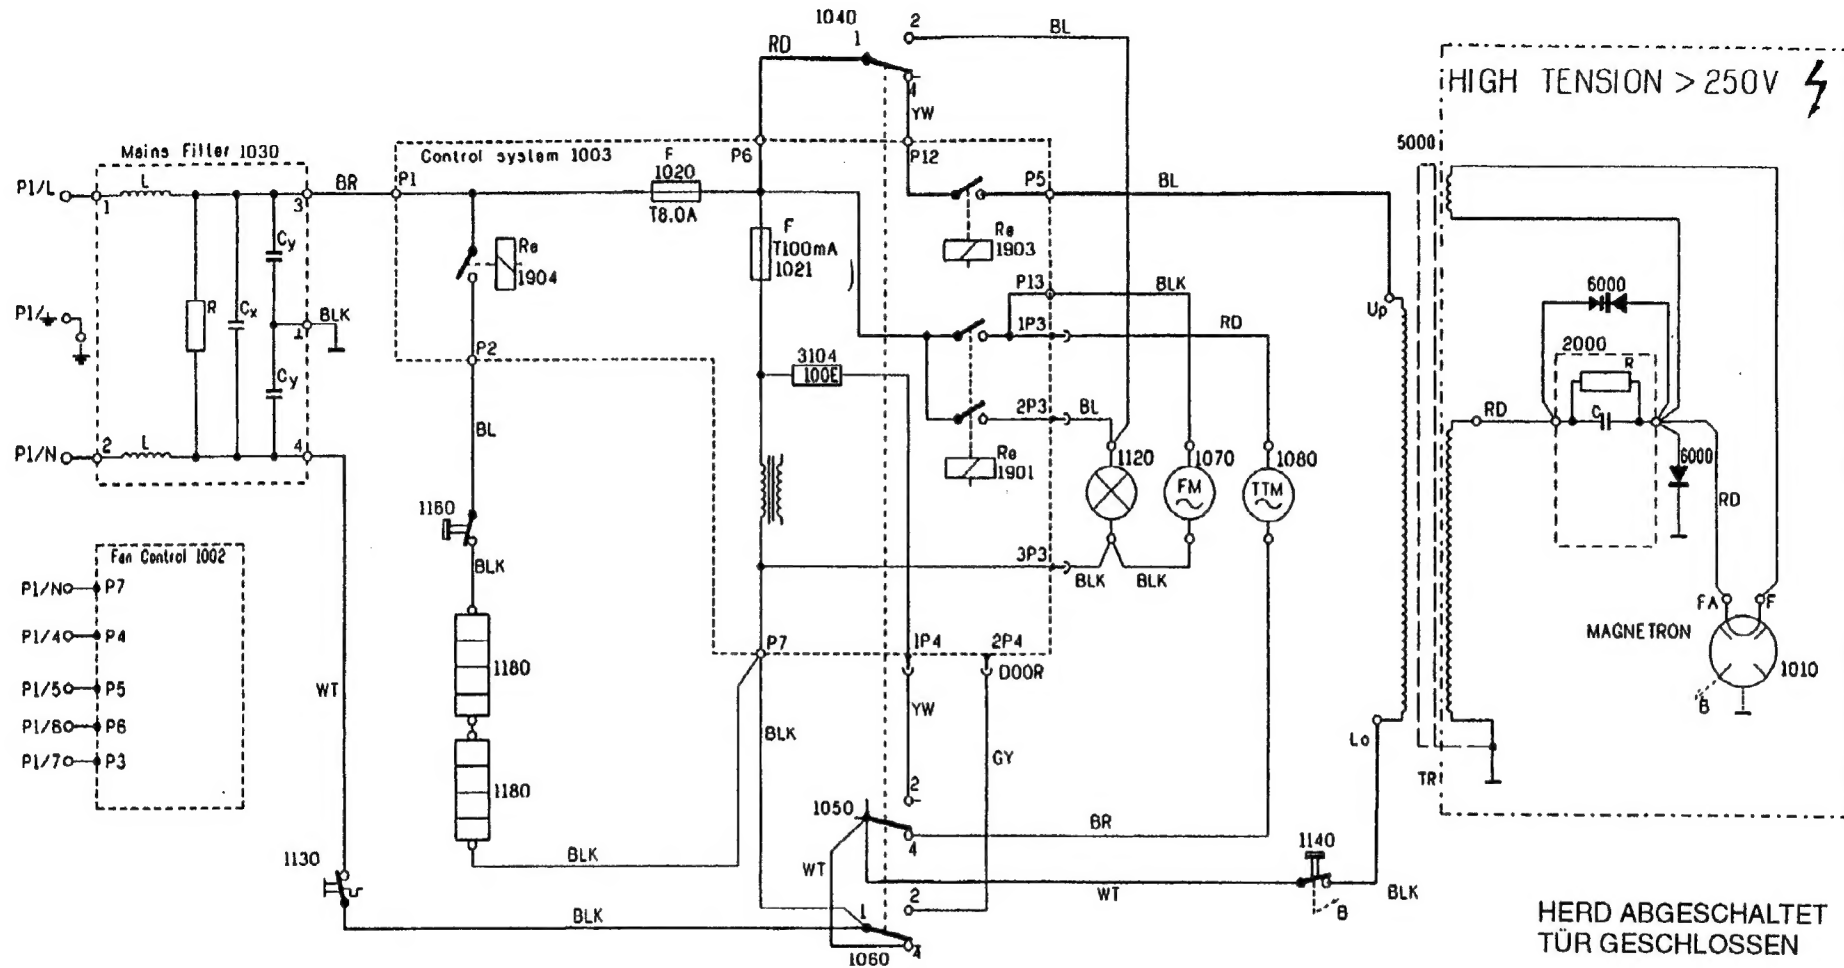 1040
1
2
BL
RD
4
YW
HIGH TENSION > 250V
Mains Filter 1030
Control system 1003
F
1020
T8.0A
P6
P12
5000
P1/L
1
L
3
BR
P1
P5
BL
Cy
Re
1904
F
T100mA
1021
Re
1903
P13
BLK
6000
P1/
R
Cx
1
BLK
1P3
RD
Up
P2
3104
100E
2000
R
Cy
2P3
BL
C
RD
P1/N
2
L
4
BL
Re
1901
1120
1070
1080
6000
FM
TTM
RD
1160
Fan Control 1002
BLK
3P3
BLK
BLK
P1/N
P7
FA
F
P1/4
P4
P7
1P4
2P4
DOOR
MAGNETRON
1180
1010
P1/5
P5
WT
YW
B
P1/6
P6
BLK
GY
Lo
P1/7
P3
1180
TR
2
1050
BR
4
1130
BLK
WT
1140
WT
BLK
2
B
BLK
1
4
1060
HERD ABGESCHALTET
TÜR GESCHLOSSEN